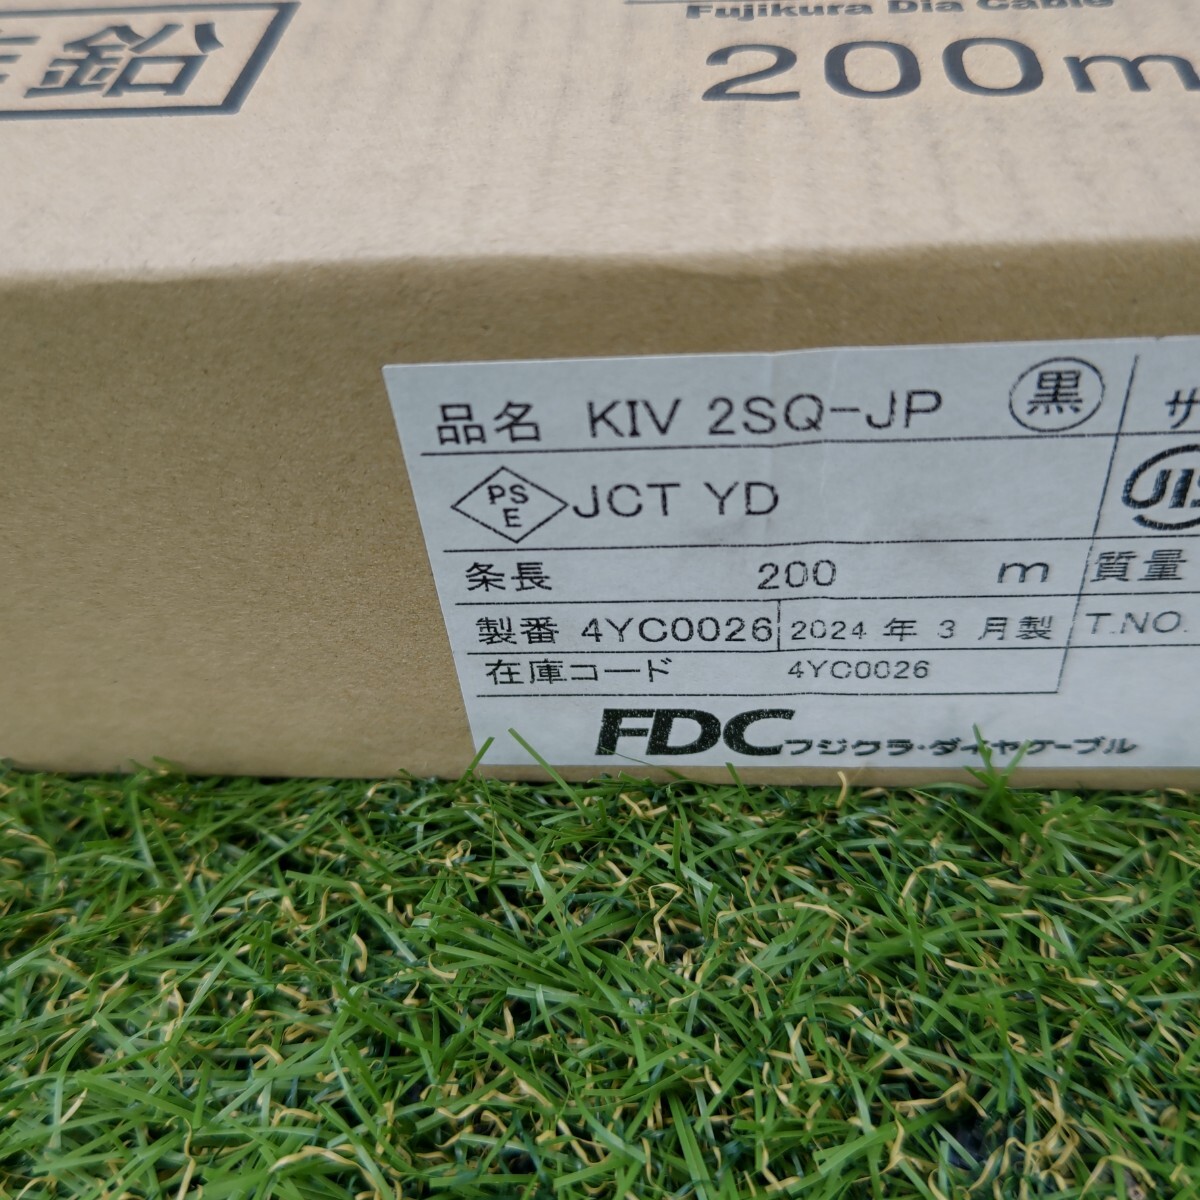 鉛
Fujikura Dia Cable
200m
品名 KIV 2SQ-JP 黒 サ
PSE JCT YD JIS
条長 200 m 質量
製番 4YC0026 2024 年 3 月製 T.NO.
在庫コード 4YC0026
FDC フジクラ・ダイヤケーブル